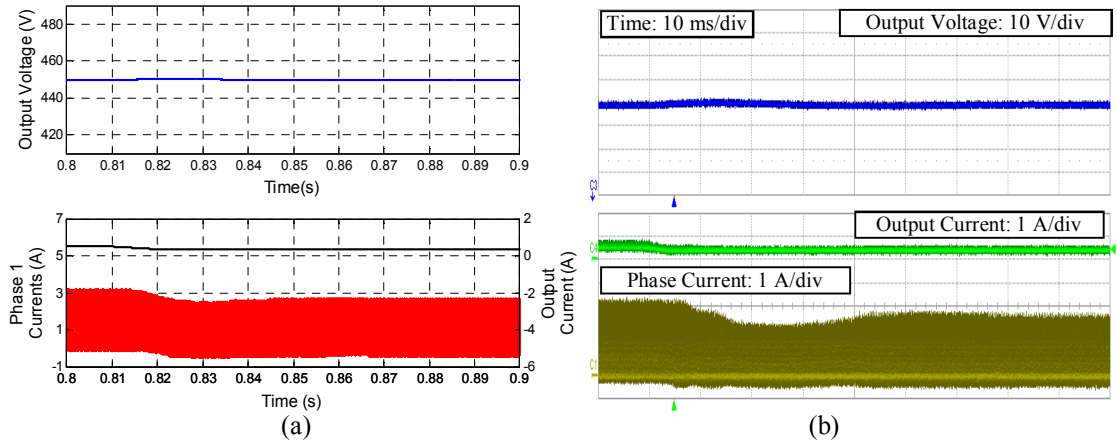 Output Voltage (V)
480
460
440
420
0.8 0.81 0.82 0.83 0.84 0.85 0.86 0.87 0.88 0.89 0.9
Time(s)
Phase 1
Currents (A)
7
5
3
1
-1
2
0
-2
-4
-6
Output
Current (A)
0.8 0.81 0.82 0.83 0.84 0.85 0.86 0.87 0.88 0.89 0.9
Time (s)
(a)
Time: 10 ms/div
Output Voltage: 10 V/div
Output Current: 1 A/div
Phase Current: 1 A/div
(b)